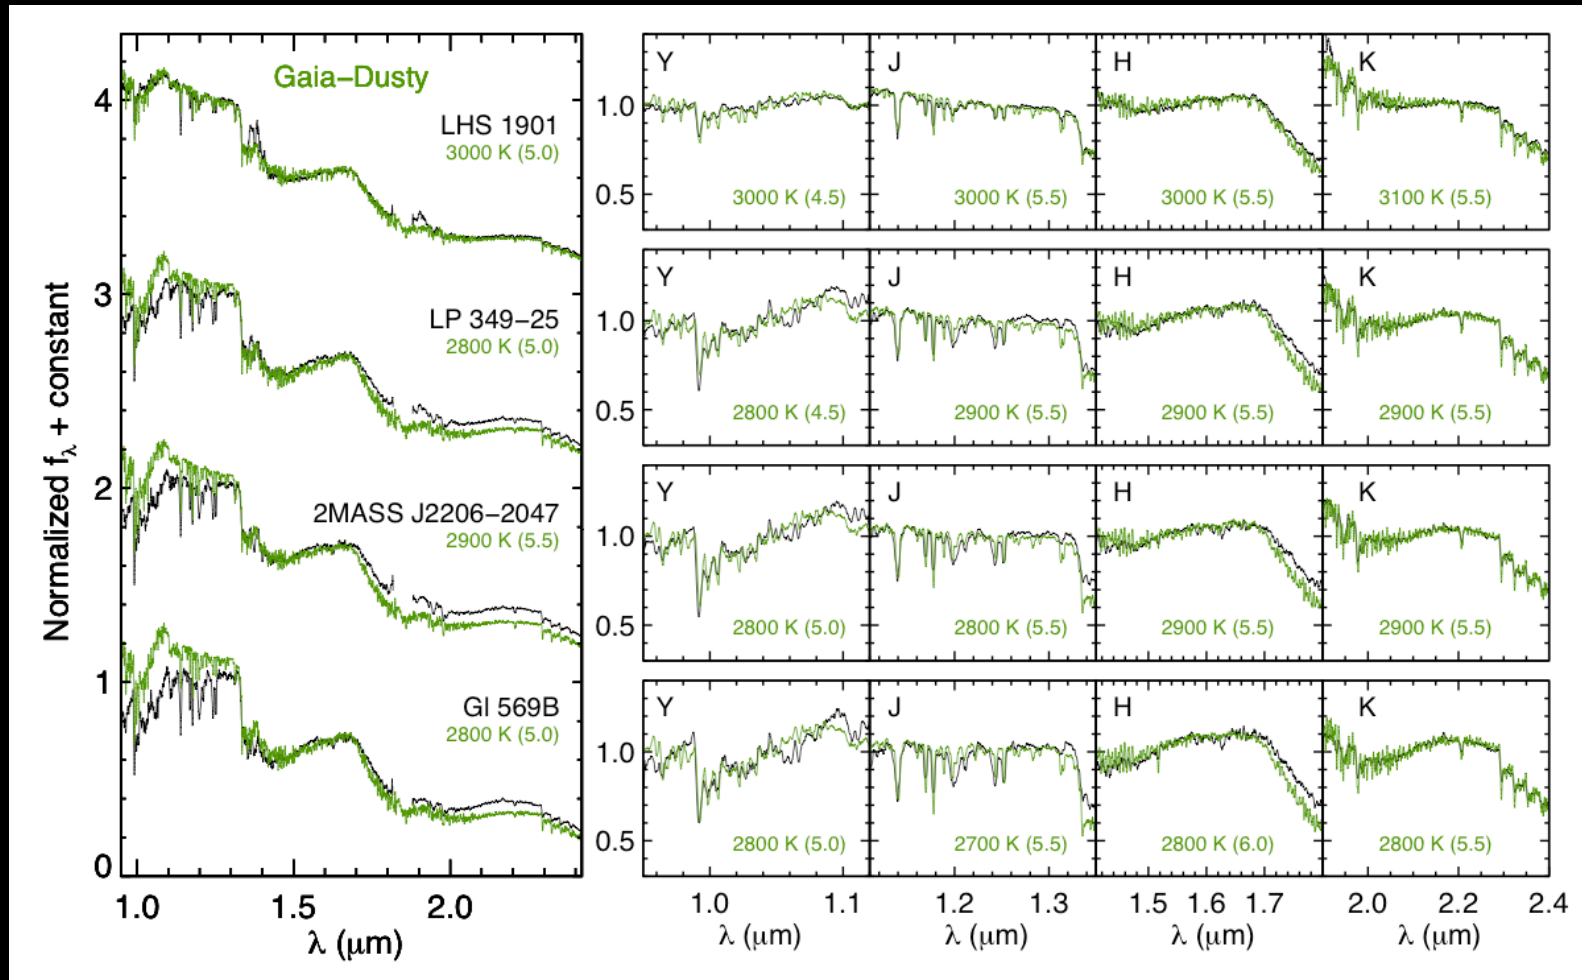 Gaia−Dusty
LHS 1901
3000 K (5.0)
LP 349−25
2800 K (5.0)
2MASS J2206−2047
2900 K (5.5)
Gl 569B
2800 K (5.0)
4
3
2
1
0
Normalized fλ + constant
1.0 1.5 2.0
λ (μm)
Y J H K
1.0
0.5
3000 K (4.5) 3000 K (5.5) 3000 K (5.5) 3100 K (5.5)
Y J H K
1.0
0.5
2800 K (4.5) 2900 K (5.5) 2900 K (5.5) 2900 K (5.5)
Y J H K
1.0
0.5
2800 K (5.0) 2800 K (5.5) 2900 K (5.5) 2900 K (5.5)
Y J H K
1.0
0.5
2800 K (5.0) 2700 K (5.5) 2800 K (6.0) 2800 K (5.5)
1.0 1.1 1.2 1.3 1.5 1.6 1.7 2.0 2.2 2.4
λ (μm) λ (μm) λ (μm) λ (μm)